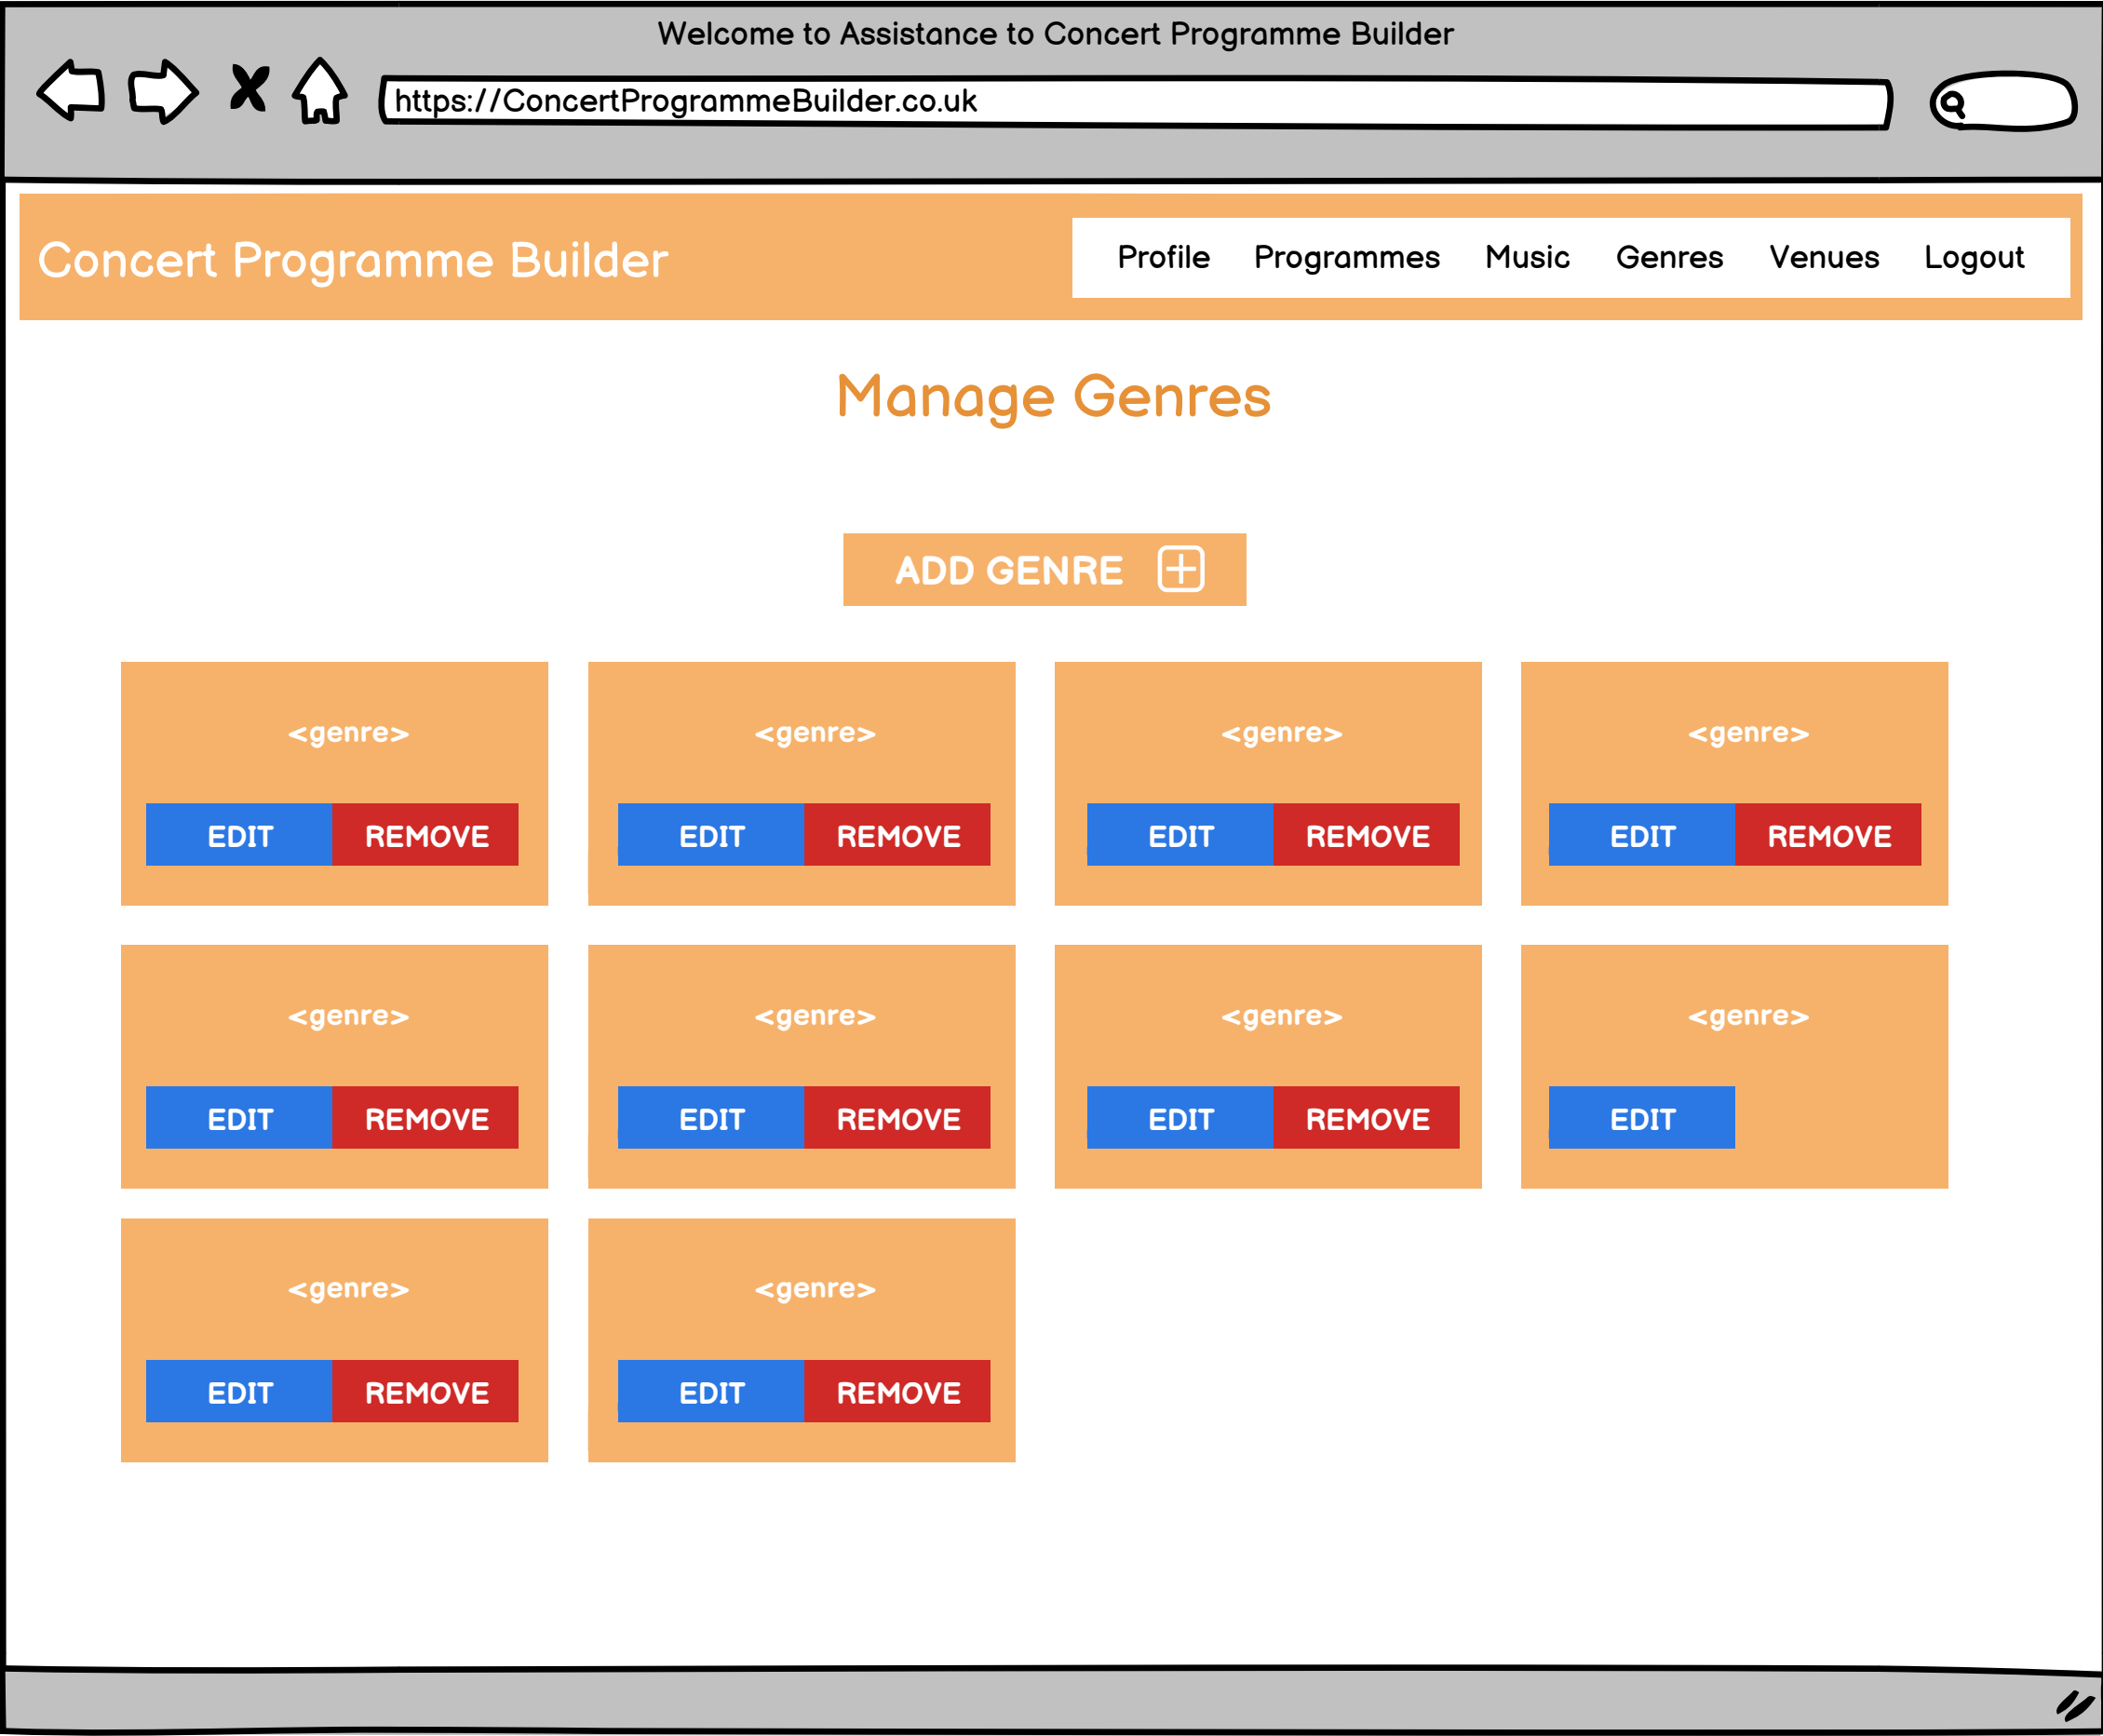 Welcome to Assistance to Concert Programme Builder
https://ConcertProgrammeBuilder.co.uk
Concert Programme Builder
Profile Programmes Music Genres Venues Logout
Manage Genres
ADD GENRE
<genre> <genre> <genre> <genre>
EDIT REMOVE EDIT REMOVE EDIT REMOVE EDIT REMOVE
<genre> <genre> <genre> <genre>
EDIT REMOVE EDIT REMOVE EDIT REMOVE EDIT
<genre> <genre>
EDIT REMOVE EDIT REMOVE